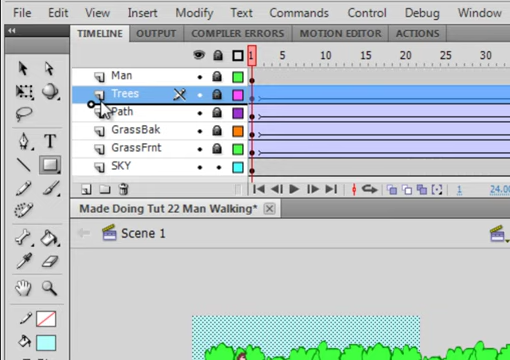 File Edit View Insert Modify Text Commands Control Debug Window
TIMELINE OUTPUT COMPILER ERRORS MOTION EDITOR ACTIONS
1 5 10 15 20 25 30
Man
Trees
Path
GrassBak
GrassFrnt
SKY
1 24.00
Made Doing Tut 22 Man Walking*
Scene 1